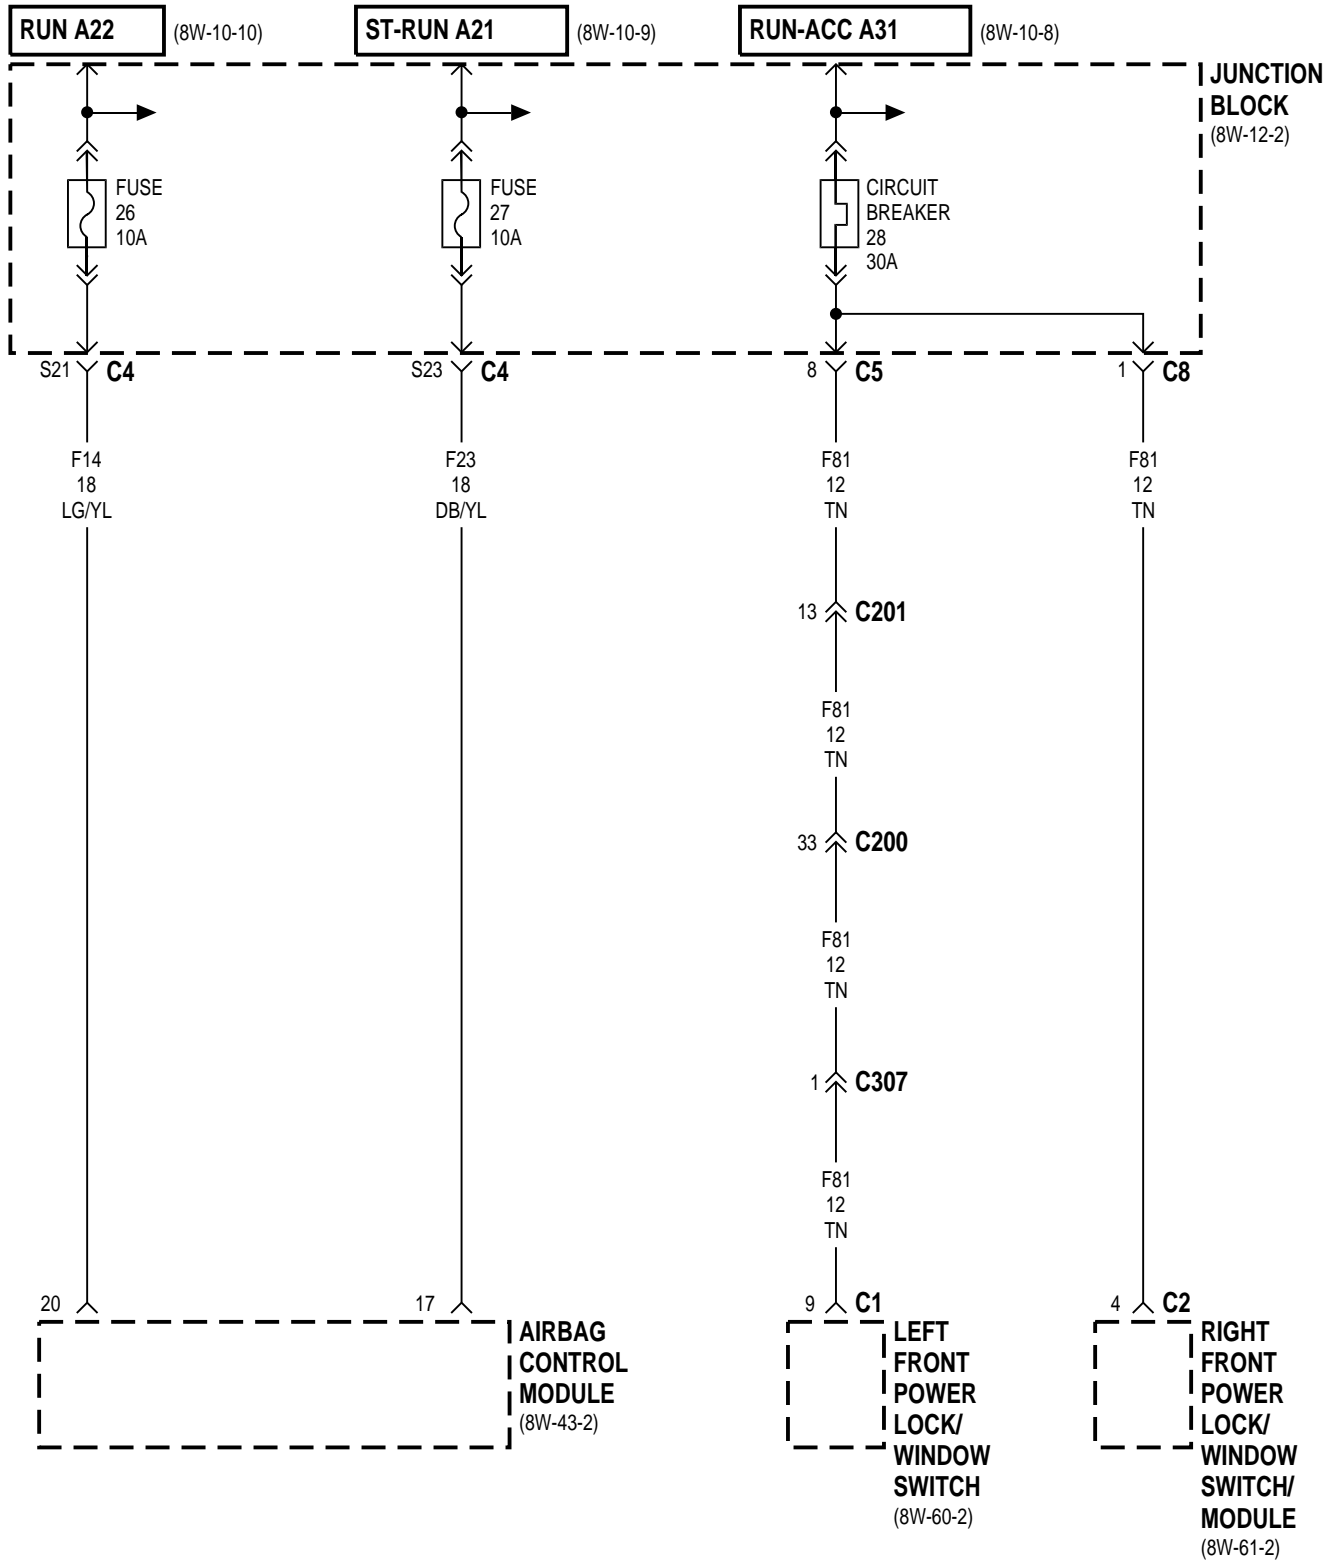 RUN A22 (8W-10-10)
ST-RUN A21 (8W-10-9)
RUN-ACC A31 (8W-10-8)
JUNCTION
BLOCK
(8W-12-2)
FUSE
26
10A
FUSE
27
10A
CIRCUIT
BREAKER
28
30A
S21 C4
S23 C4
8 C5
1 C8
F14
18
LG/YL
F23
18
DB/YL
F81
12
TN
F81
12
TN
13 C201
F81
12
TN
33 C200
F81
12
TN
1 C307
F81
12
TN
20
17
9 C1
4 C2
AIRBAG
CONTROL
MODULE
(8W-43-2)
LEFT
FRONT
POWER
LOCK/
WINDOW
SWITCH
(8W-60-2)
RIGHT
FRONT
POWER
LOCK/
WINDOW
SWITCH/
MODULE
(8W-61-2)